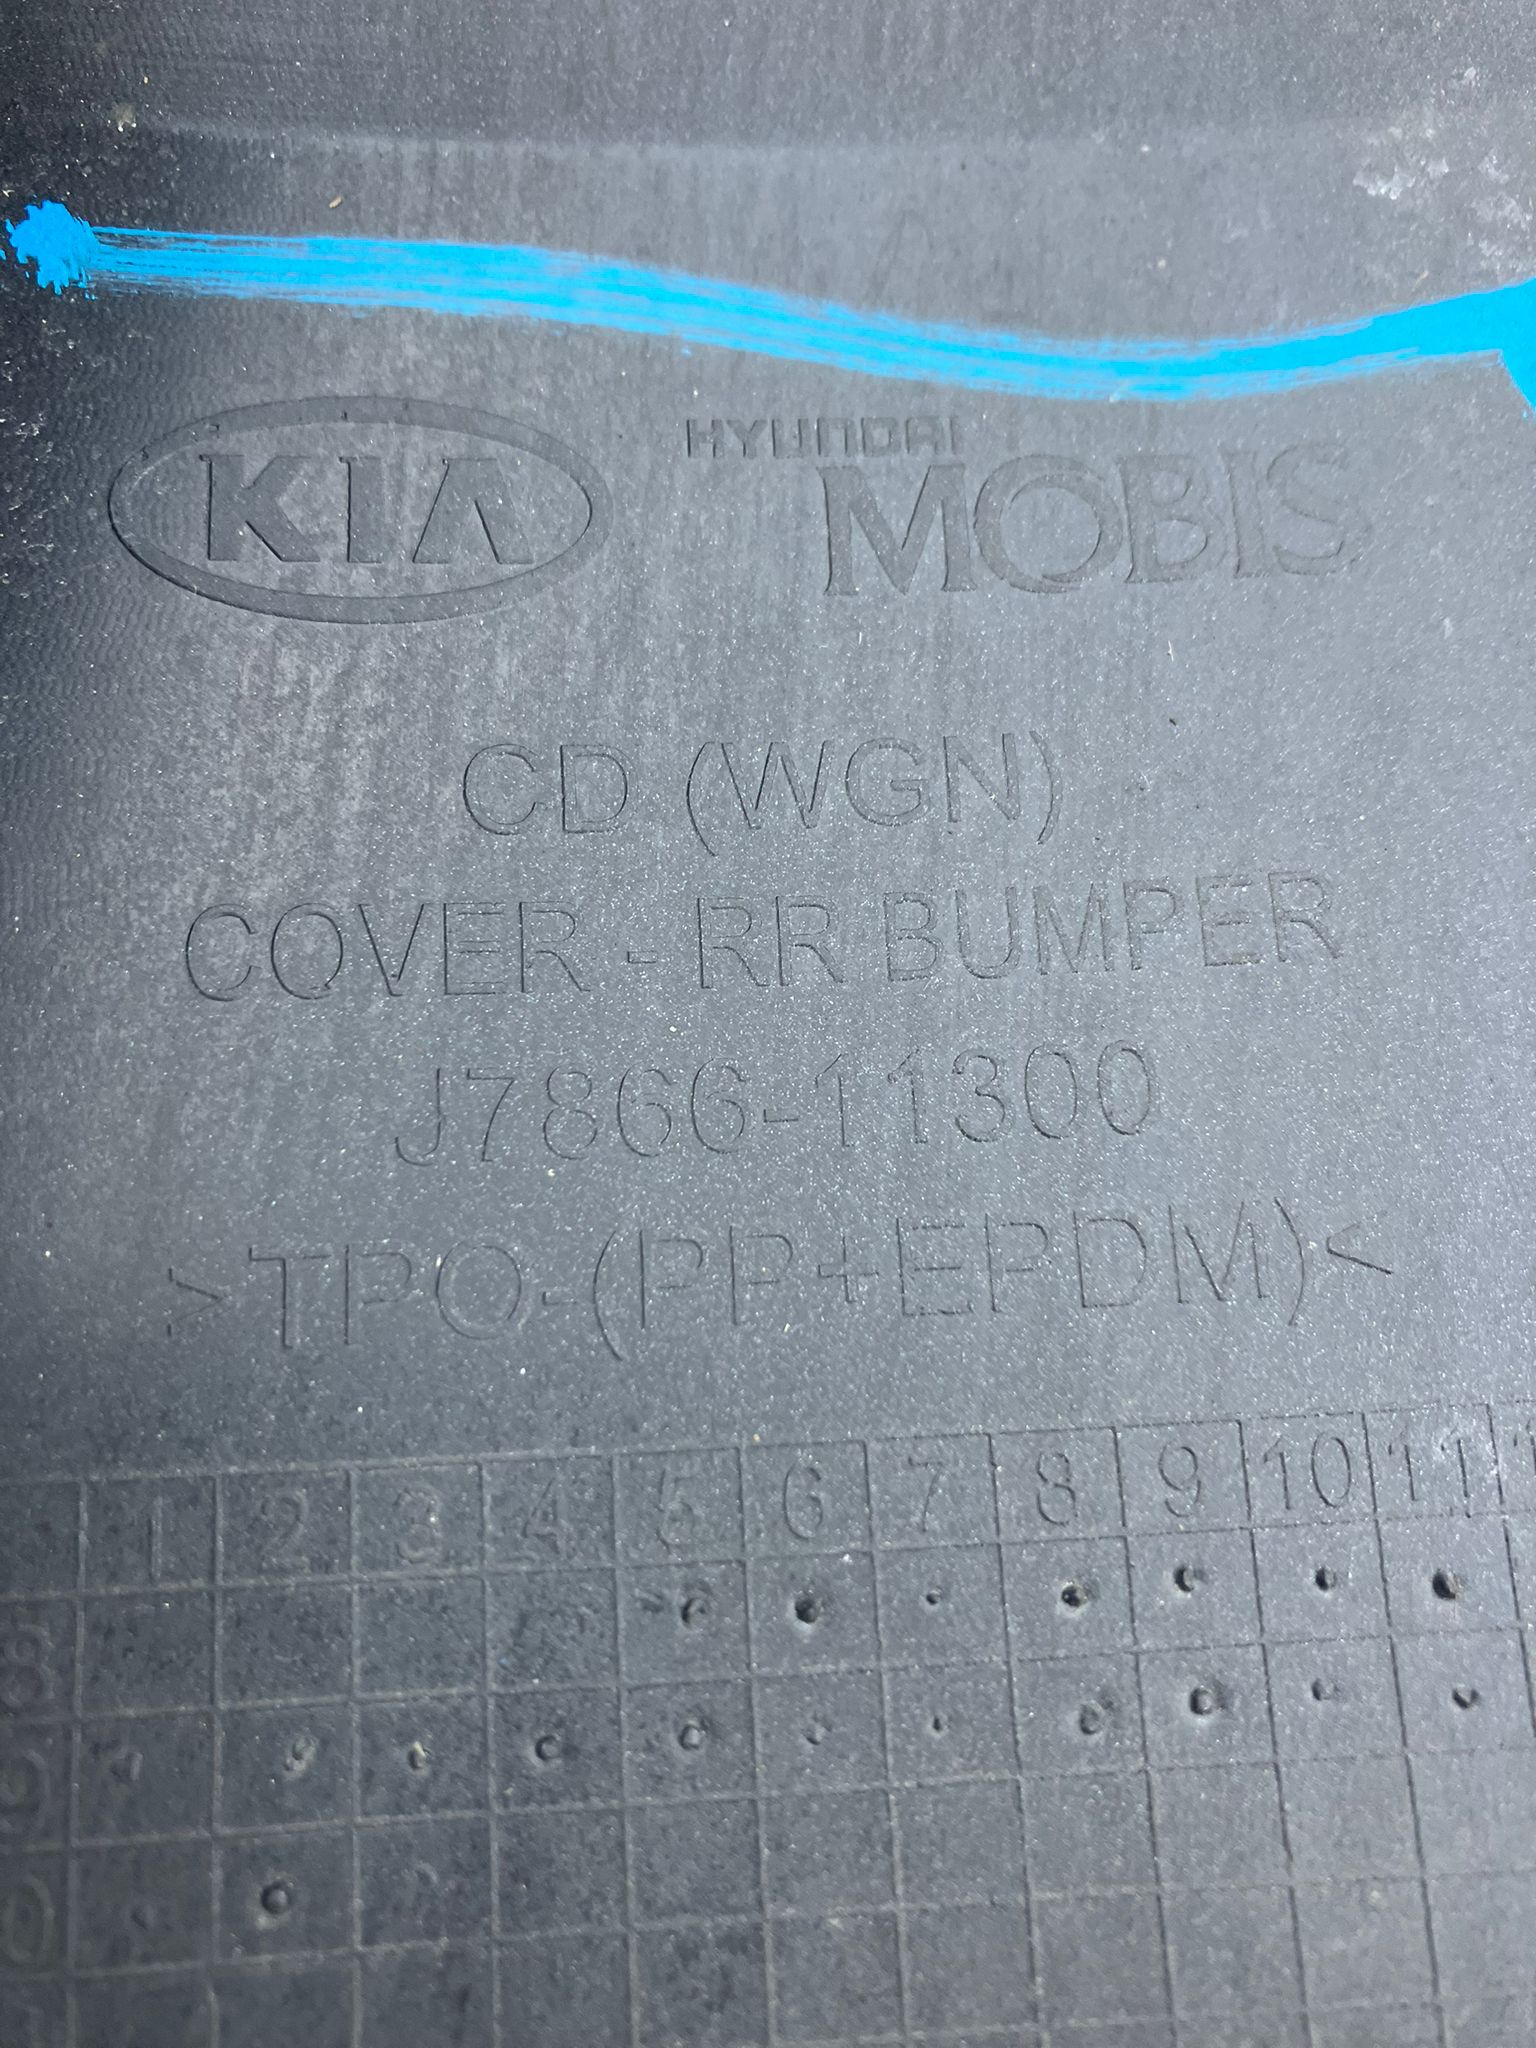 KIA
HYUNDAI
MOBIS
CD (WGN)
COVER - RR BUMPER
J7866-11300
>TPO-(PP+EPDM)<
1 2 3 4 5 6 7 8 9 10 11